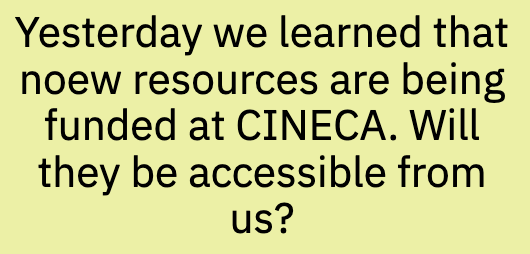 Yesterday we learned that
noew resources are being
funded at CINECA. Will
they be accessible from
us?